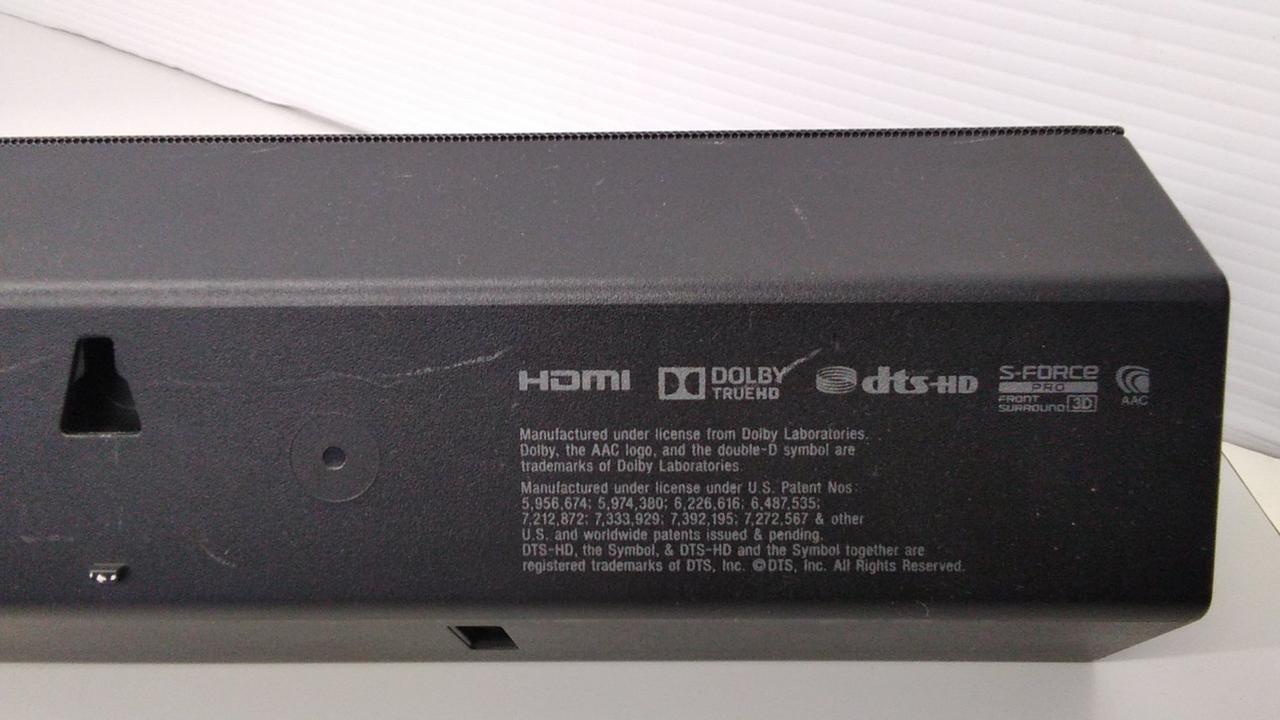 HDMI DOLBY TRUEHD dts-HD S-FORCE PRO FRONT SURROUND 3D AAC
Manufactured under license from Dolby Laboratories.
Dolby, the AAC logo, and the double-D symbol are
trademarks of Dolby Laboratories.
Manufactured under license under U.S. Patent Nos:
5,956,674; 5,974,380; 6,226,616; 6,487,535;
7,212,872; 7,333,929; 7,392,195; 7,272,567 & other
U.S. and worldwide patents issued & pending.
DTS-HD, the Symbol, & DTS-HD and the Symbol together are
registered trademarks of DTS, Inc. ©DTS, Inc. All Rights Reserved.